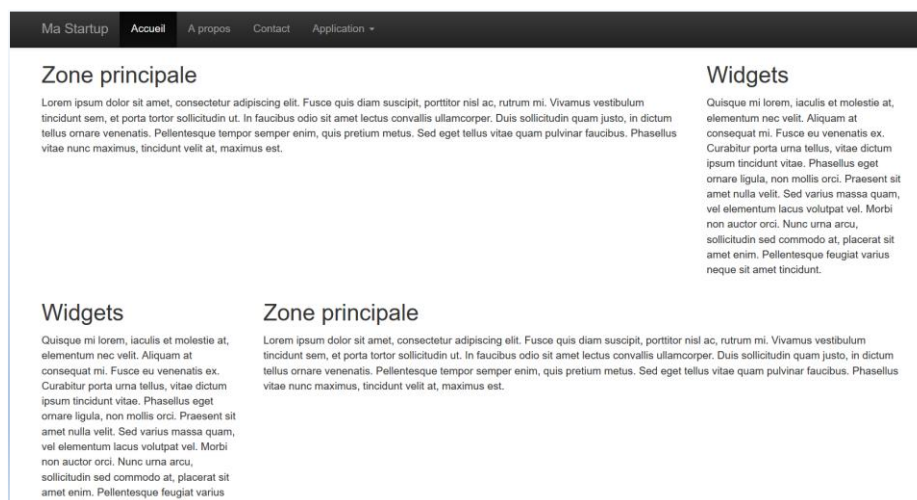 Ma Startup Accueil A propos Contact Application
Zone principale
Lorem ipsum dolor sit amet, consectetur adipiscing elit. Fusce quis diam suscipit, porttitor nisl ac, rutrum mi. Vivamus vestibulum
tincidunt sem, et porta tortor sollicitudin ut. In faucibus odio sit amet lectus convallis ullamcorper. Duis sollicitudin quam justo, in dictum
tellus ornare venenatis. Pellentesque tempor semper enim, quis pretium metus. Sed eget tellus vitae quam pulvinar faucibus. Phasellus
vitae nunc maximus, tincidunt velit at, maximus est.
Widgets
Quisque mi lorem, iaculis et molestie at,
elementum nec velit. Aliquam at
consequat mi. Fusce eu venenatis ex.
Curabitur porta urna tellus, vitae dictum
ipsum tincidunt vitae. Phasellus eget
ornare ligula, non mollis orci. Praesent sit
amet nulla velit. Sed varius massa quam,
vel elementum lacus volutpat vel. Morbi
non auctor orci. Nunc urna arcu,
sollicitudin sed commodo at, placerat sit
amet enim. Pellentesque feugiat varius
neque sit amet tincidunt.
Widgets
Quisque mi lorem, iaculis et molestie at,
elementum nec velit. Aliquam at
consequat mi. Fusce eu venenatis ex.
Curabitur porta urna tellus, vitae dictum
ipsum tincidunt vitae. Phasellus eget
ornare ligula, non mollis orci. Praesent sit
amet nulla velit. Sed varius massa quam,
vel elementum lacus volutpat vel. Morbi
non auctor orci. Nunc urna arcu,
sollicitudin sed commodo at, placerat sit
amet enim. Pellentesque feugiat varius
Zone principale
Lorem ipsum dolor sit amet, consectetur adipiscing elit. Fusce quis diam suscipit, porttitor nisl ac, rutrum mi. Vivamus vestibulum
tincidunt sem, et porta tortor sollicitudin ut. In faucibus odio sit amet lectus convallis ullamcorper. Duis sollicitudin quam justo, in dictum
tellus ornare venenatis. Pellentesque tempor semper enim, quis pretium metus. Sed eget tellus vitae quam pulvinar faucibus. Phasellus
vitae nunc maximus, tincidunt velit at, maximus est.